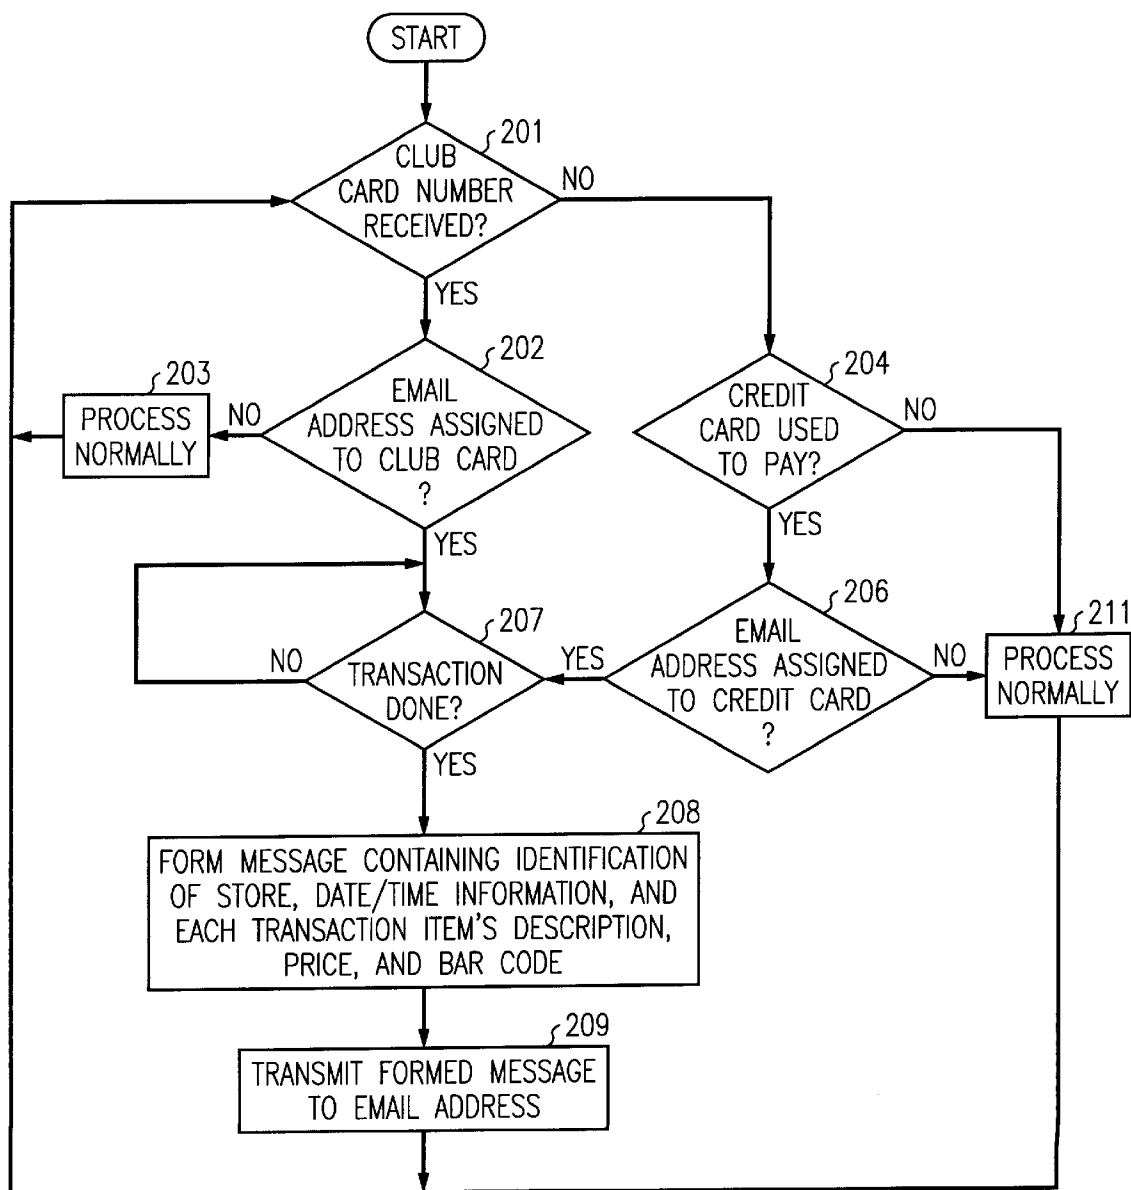 START
201
CLUB
CARD NUMBER
RECEIVED?
NO
YES
202
EMAIL
ADDRESS ASSIGNED
TO CLUB CARD
?
NO
203
PROCESS
NORMALLY
YES
204
CREDIT
CARD USED
TO PAY?
NO
YES
206
EMAIL
ADDRESS ASSIGNED
TO CREDIT CARD
?
YES
NO
211
PROCESS
NORMALLY
207
TRANSACTION
DONE?
NO
YES
208
FORM MESSAGE CONTAINING IDENTIFICATION
OF STORE, DATE/TIME INFORMATION, AND
EACH TRANSACTION ITEM'S DESCRIPTION,
PRICE, AND BAR CODE
209
TRANSMIT FORMED MESSAGE
TO EMAIL ADDRESS